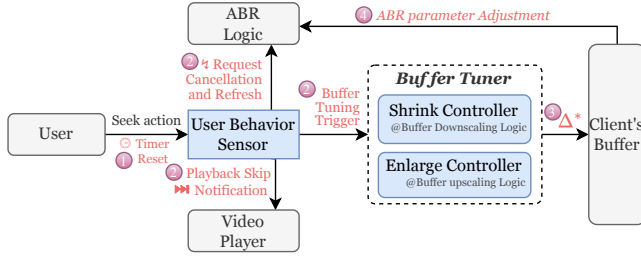 ABR
Logic
4 ABR parameter Adjustment
2 ↯ Request
Cancellation
and Refresh
Buffer Tuner
2 Buffer
Tuning
Trigger
Shrink Controller
@Buffer Downscaling Logic
3 Δ*
Client's
Buffer
User
Seek action
Timer
1 Reset
User Behavior
Sensor
Enlarge Controller
@Buffer upscaling Logic
2 Playback Skip
Notification
Video
Player